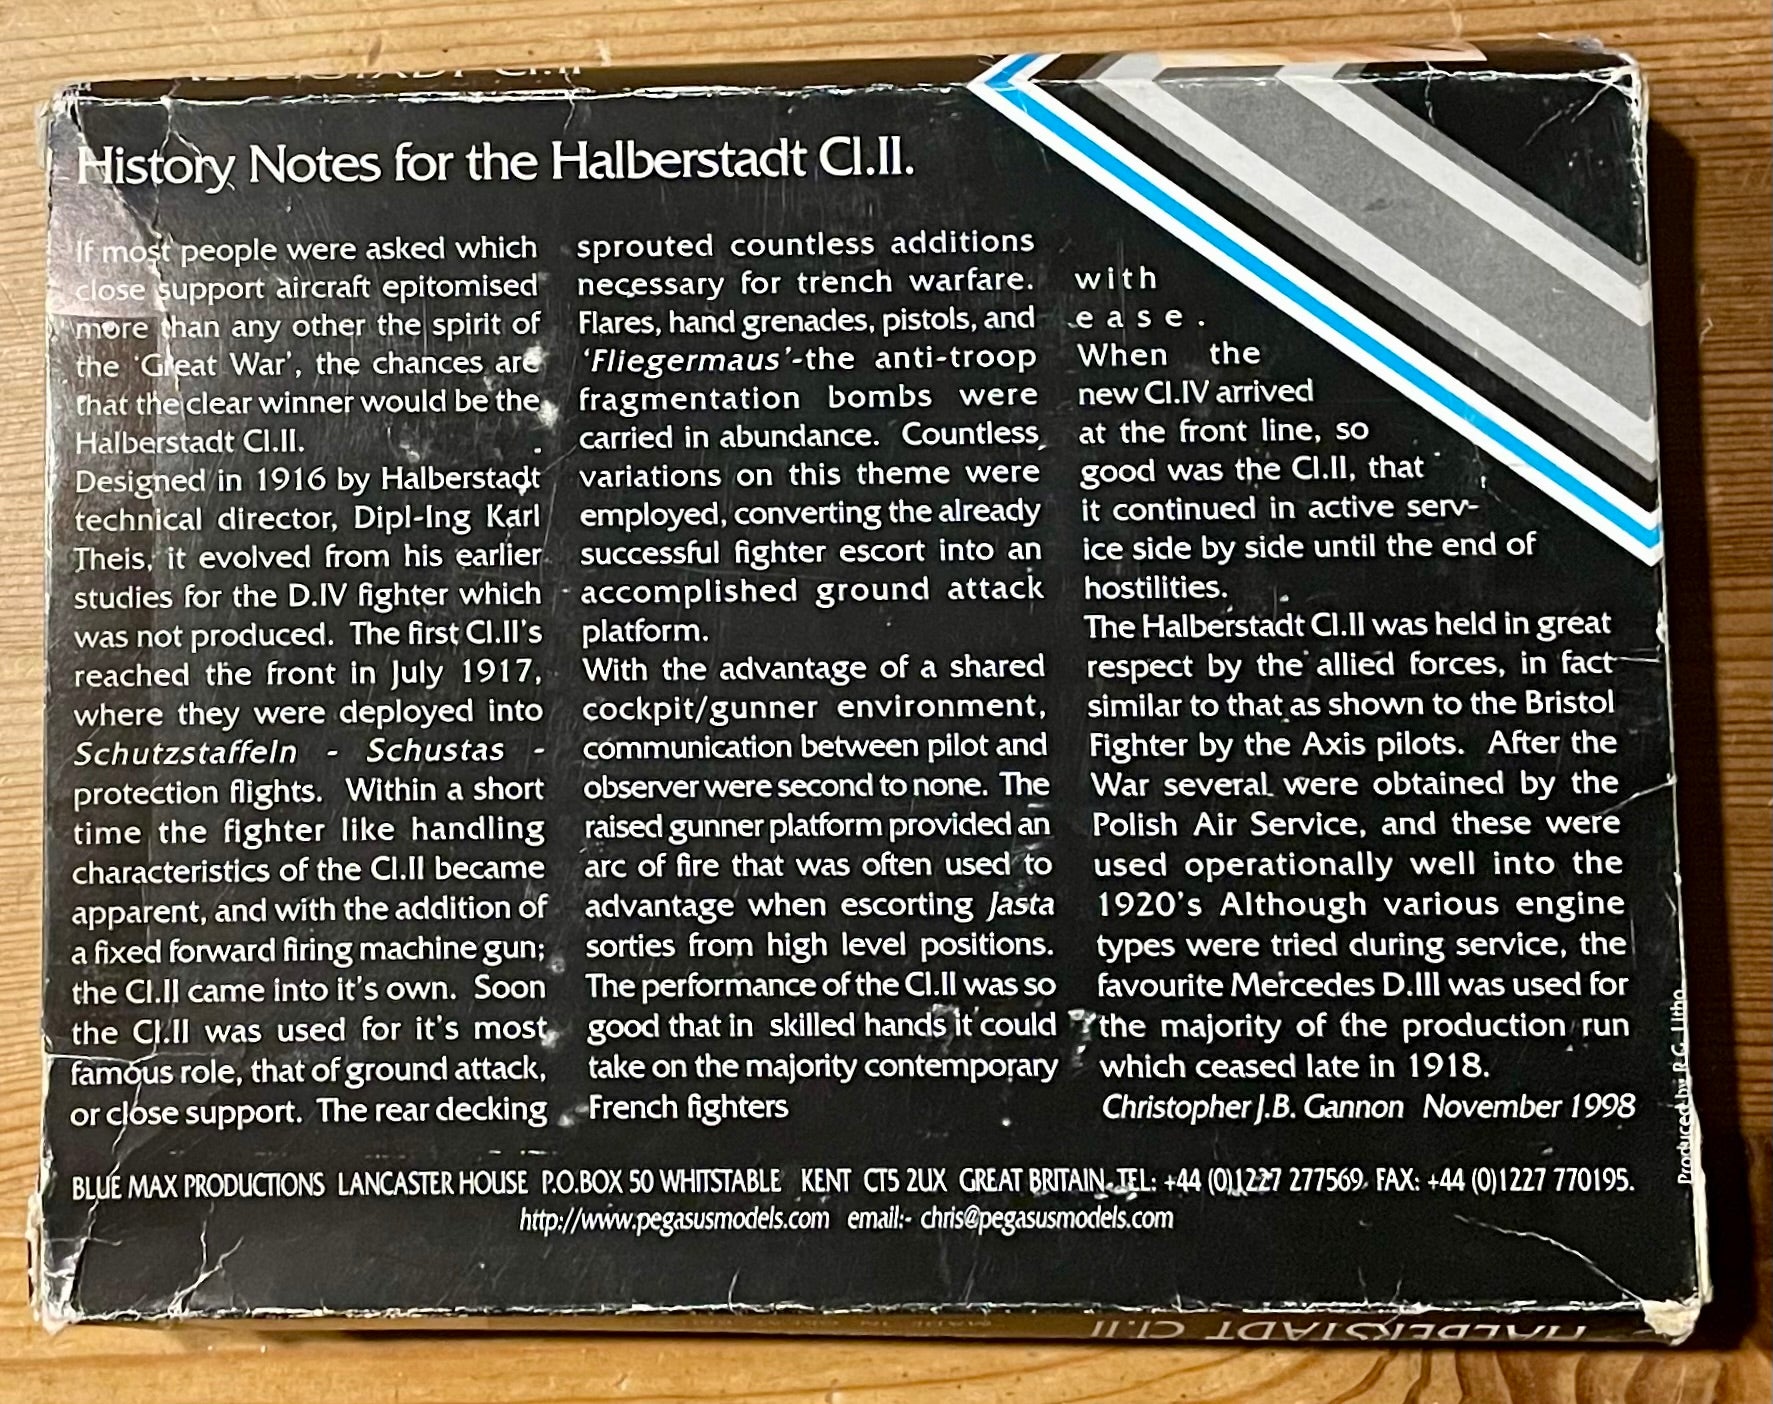 History Notes for the Halberstadt Cl.II.
If most people were asked which
close support aircraft epitomised
more than any other the spirit of
the 'Great War', the chances are
that the clear winner would be the
Halberstadt Cl.II.
Designed in 1916 by Halberstadt
technical director, Dipl-Ing Karl
Theis, it evolved from his earlier
studies for the D.IV fighter which
was not produced. The first Cl.II's
reached the front in July 1917,
where they were deployed into
Schutzstaffeln - Schustas -
protection flights. Within a short
time the fighter like handling
characteristics of the Cl.II became
apparent, and with the addition of
a fixed forward firing machine gun;
the Cl.II came into it's own. Soon
the Cl.II was used for it's most
famous role, that of ground attack,
or close support. The rear decking
sprouted countless additions
necessary for trench warfare.
Flares, hand grenades, pistols, and
'Fliegermaus'-the anti-troop
fragmentation bombs were
carried in abundance. Countless
variations on this theme were
employed, converting the already
successful fighter escort into an
accomplished ground attack
platform.
With the advantage of a shared
cockpit/gunner environment,
communication between pilot and
observer were second to none. The
raised gunner platform provided an
arc of fire that was often used to
advantage when escorting Jasta
sorties from high level positions.
The performance of the Cl.II was so
good that in skilled hands it could
take on the majority contemporary
French fighters
with
ease.
When the
new Cl.IV arrived
at the front line, so
good was the Cl.II, that
it continued in active serv-
ice side by side until the end of
hostilities.
The Halberstadt Cl.II was held in great
respect by the allied forces, in fact
similar to that as shown to the Bristol
Fighter by the Axis pilots. After the
War several were obtained by the
Polish Air Service, and these were
used operationally well into the
1920's Although various engine
types were tried during service, the
favourite Mercedes D.III was used for
the majority of the production run
which ceased late in 1918.
Christopher J.B. Gannon November 1998
BLUE MAX PRODUCTIONS LANCASTER HOUSE P.O.BOX 50 WHITSTABLE KENT CT5 2UX GREAT BRITAIN. TEL: +44 (0)1227 277569. FAX: +44 (0)1227 770195.
http://www.pegasusmodels.com email:- chris@pegasusmodels.com
Produced by R.G. Litho
HALBERSTADT Cl.II